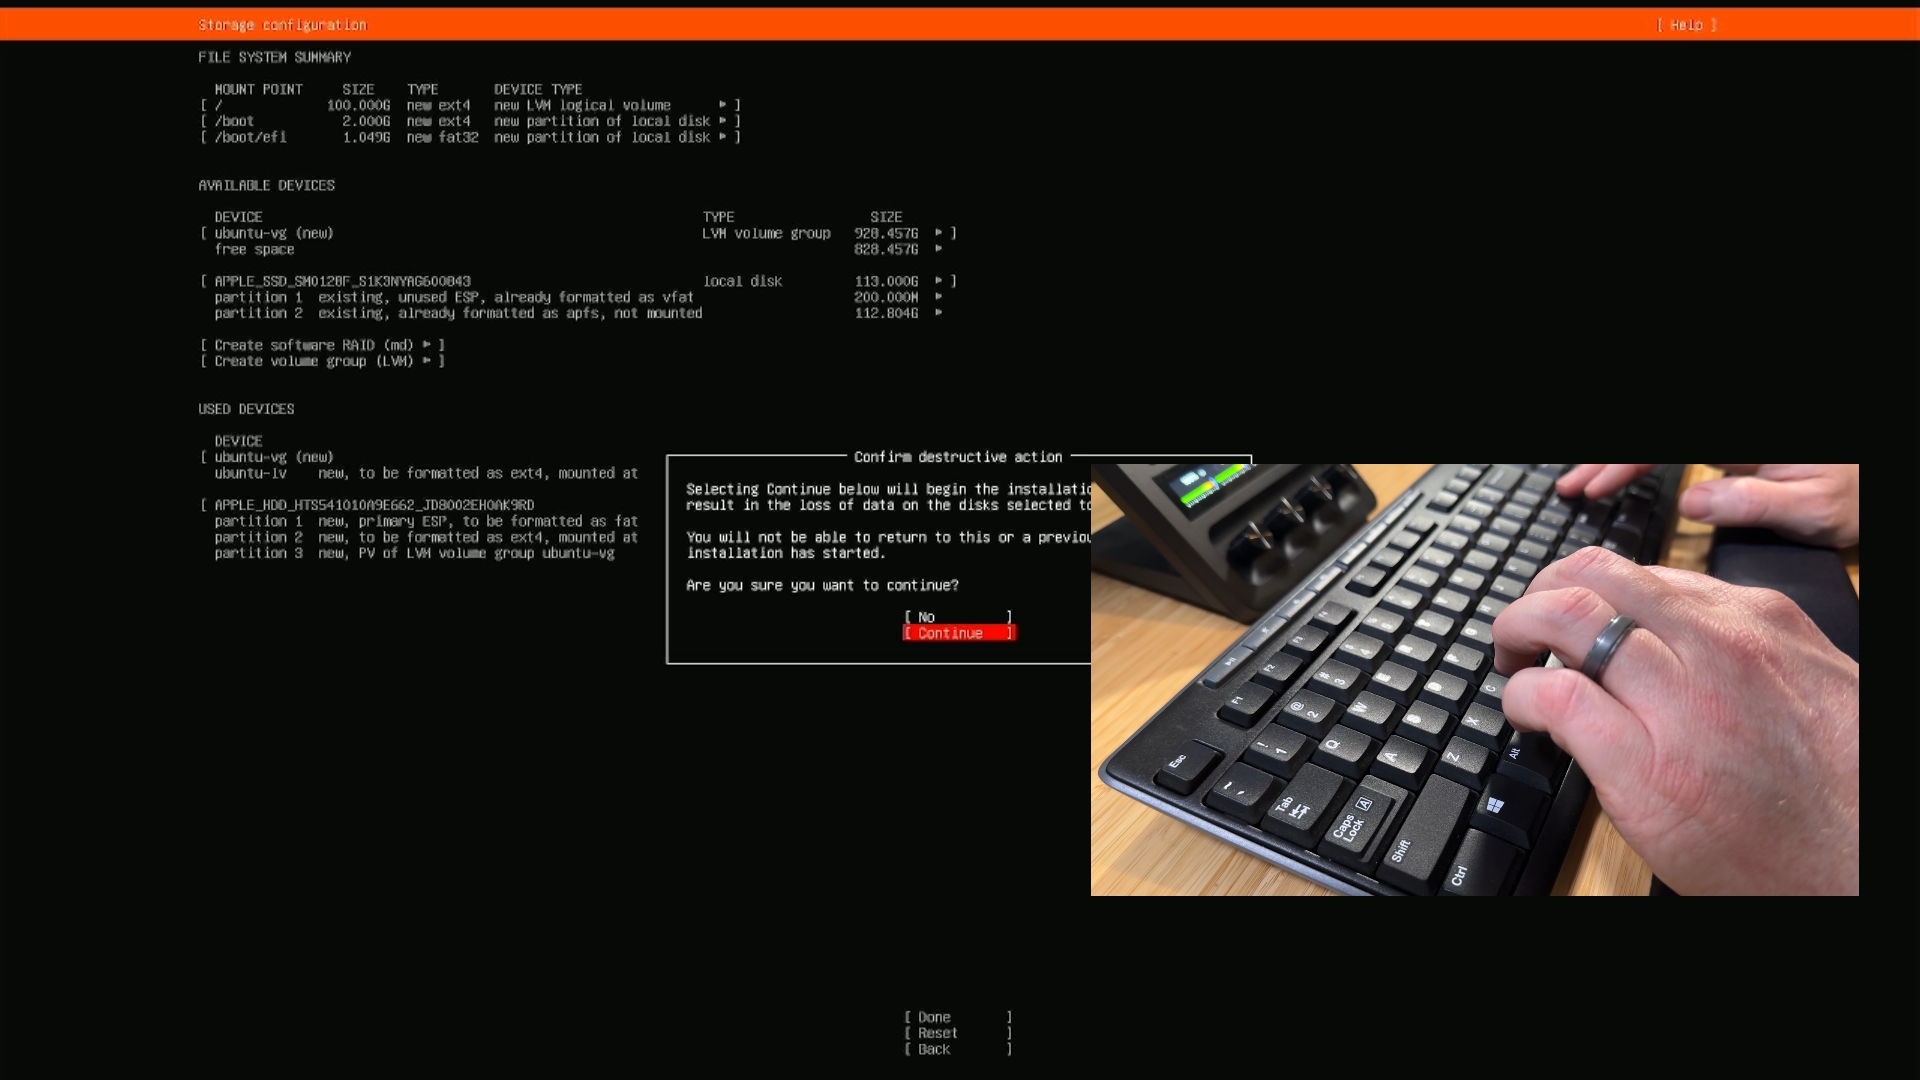 Storage configuration [ Help ]
FILE SYSTEM SUMMARY
MOUNT POINT SIZE TYPE DEVICE TYPE
[ / 100.000G new ext4 new LVM logical volume ▸ ]
[ /boot 2.000G new ext4 new partition of local disk ▸ ]
[ /boot/efi 1.049G new fat32 new partition of local disk ▸ ]
AVAILABLE DEVICES
DEVICE TYPE SIZE
[ ubuntu-vg (new) LVM volume group 928.457G ▸ ]
free space 828.457G ▸
[ APPLE_SSD_SM0128F_S1K3NYAG600843 local disk 113.000G ▸ ]
partition 1 existing, unused ESP, already formatted as vfat 200.000M ▸
partition 2 existing, already formatted as apfs, not mounted 112.804G ▸
[ Create software RAID (md) ▸ ]
[ Create volume group (LVM) ▸ ]
USED DEVICES
DEVICE
[ ubuntu-vg (new)
ubuntu-lv new, to be formatted as ext4, mounted at
[ APPLE_HDD_HTS541010A9E662_JD8002EH0AK9RD
partition 1 new, primary ESP, to be formatted as fat
partition 2 new, to be formatted as ext4, mounted at
partition 3 new, PV of LVM volume group ubuntu-vg
Confirm destructive action
Selecting Continue below will begin the installatio
result in the loss of data on the disks selected to
You will not be able to return to this or a previou
installation has started.
Are you sure you want to continue?
[ No ]
[ Continue ]
[ Done ]
[ Reset ]
[ Back ]
Esc
F1
F2
F3
! 1
@ 2
# 3
Tab
Q
W
Caps Lock
A
Shift
Z
X
C
Ctrl
Alt